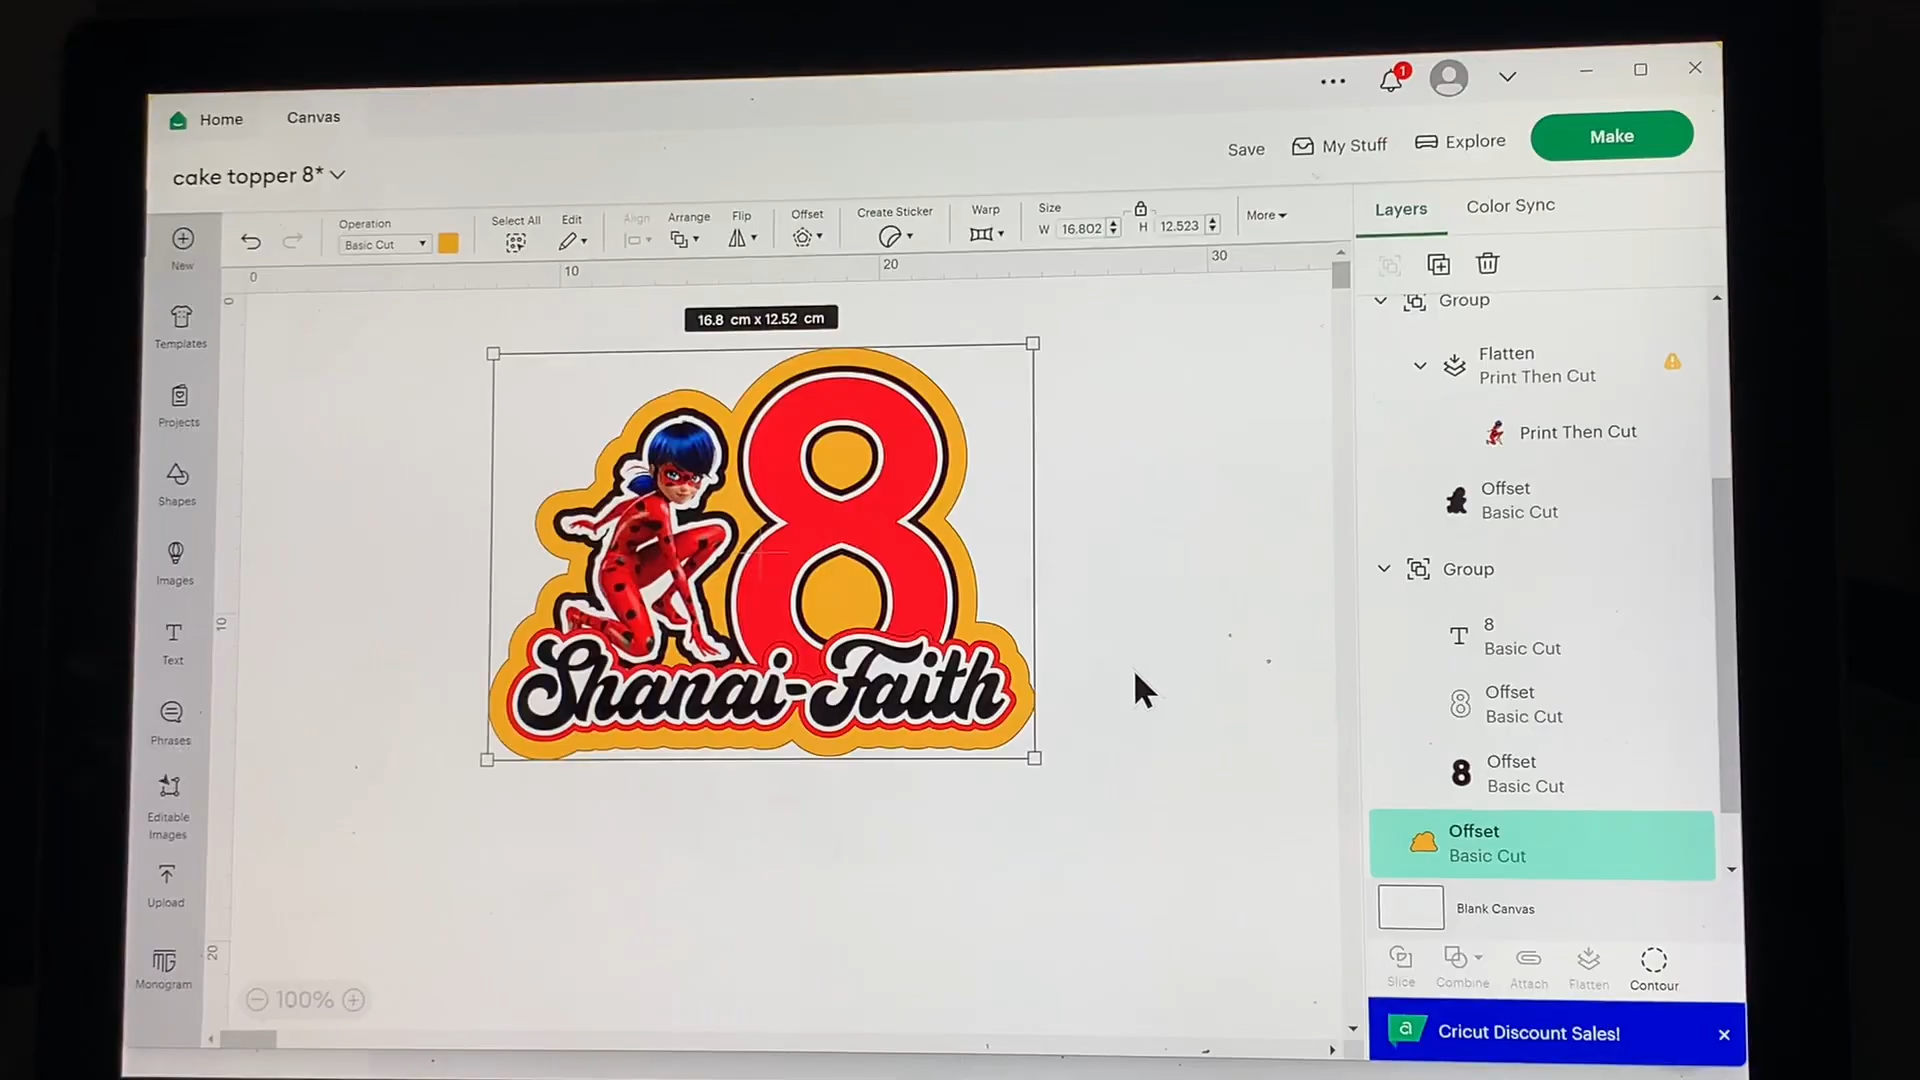 1
Home
Canvas
Save
My Stuff
Explore
Make
cake topper 8*
Operation
Basic Cut
Select All
Edit
Align
Arrange
Flip
Offset
Create Sticker
Warp
Size
W 16.802
H 12.523
More
Layers
Color Sync
0
10
20
30
0
10
20
New
Templates
Projects
Shapes
Images
Text
Phrases
Editable
Images
Upload
Monogram
16.8 cm x 12.52 cm
8
Shanai-Faith
100%
Group
Flatten
Print Then Cut
Print Then Cut
Offset
Basic Cut
Group
8
Basic Cut
Offset
Basic Cut
Offset
Basic Cut
Offset
Basic Cut
Blank Canvas
Slice
Combine
Attach
Flatten
Contour
a
Cricut Discount Sales!